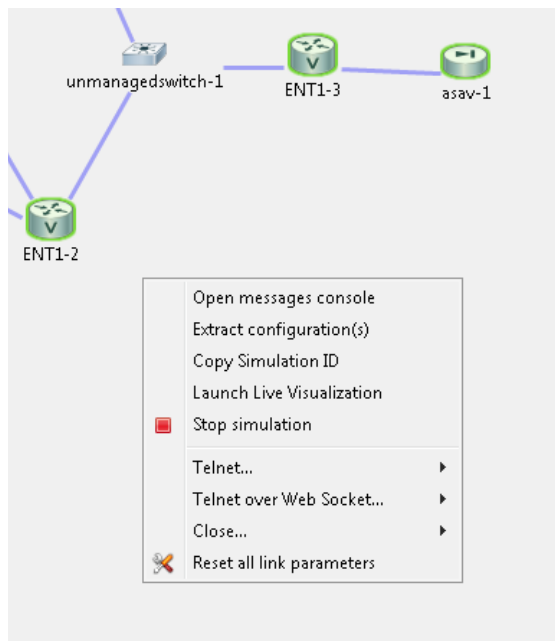 unmanagedswitch-1
V
ENT1-3
asav-1
V
ENT1-2
Open messages console
Extract configuration(s)
Copy Simulation ID
Launch Live Visualization
Stop simulation
Telnet...
Telnet over Web Socket...
Close...
Reset all link parameters